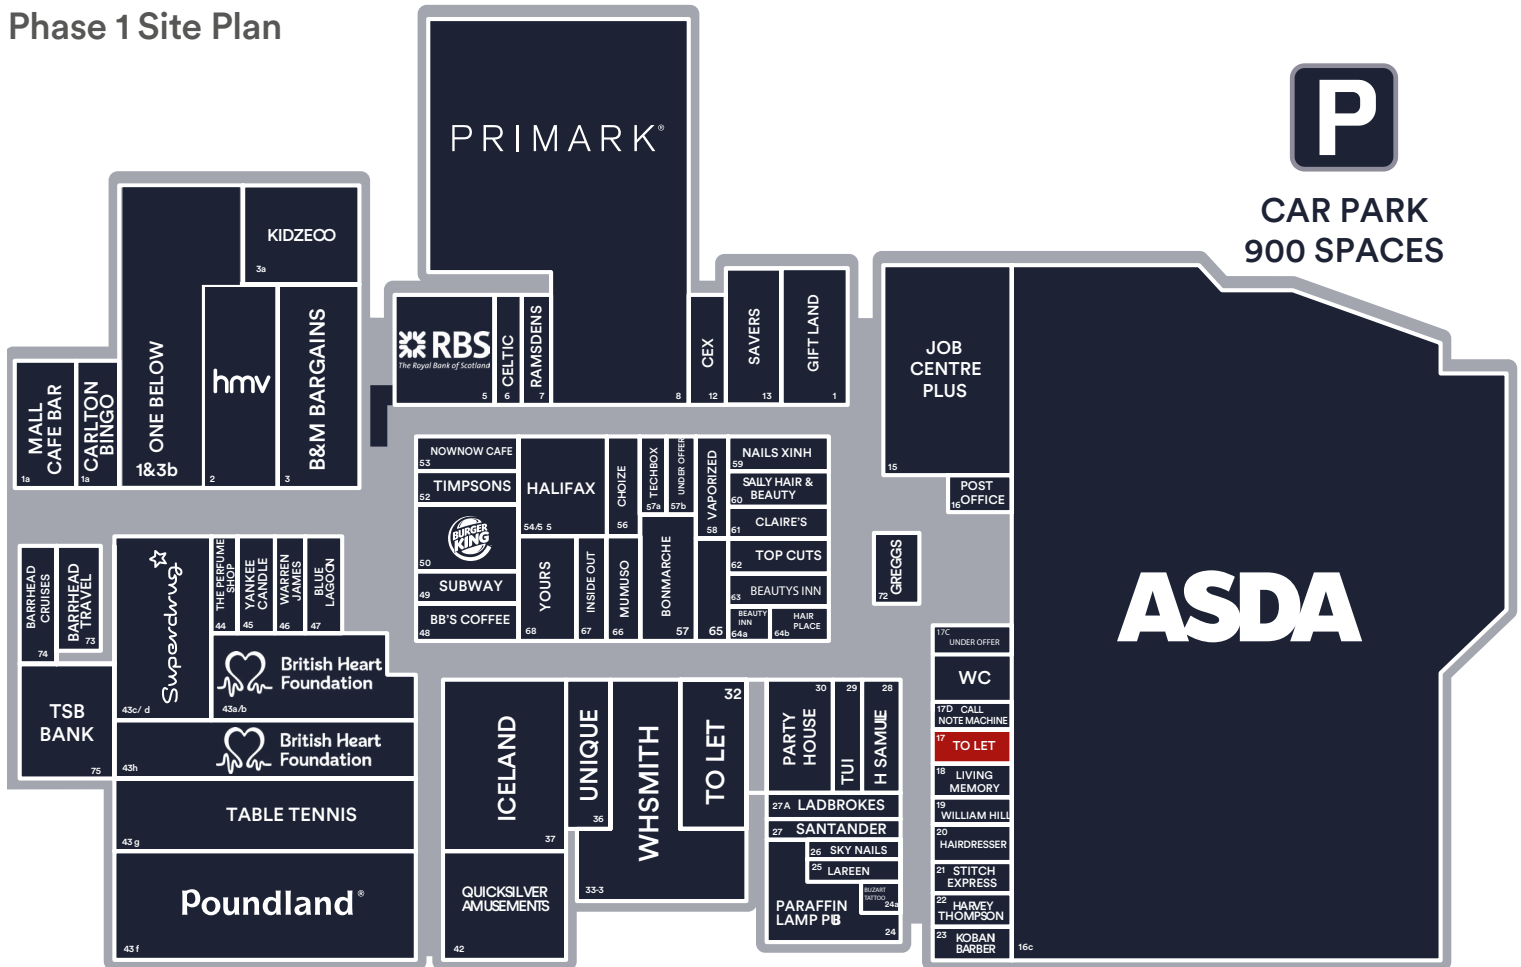 Phase 1 Site Plan
PRIMARK®
P
CAR PARK
900 SPACES
KIDZECO
3a
ONE BELOW
1&3b
hmv
2
B&M BARGAINS
3
MALL
CAFE BAR
1a
CARLTON
BINGO
1a
RBS
The Royal Bank of Scotland
5
CELTIC
6
RAMSDENS
7
8
CEX
12
SAVERS
13
GIFT LAND
1
JOB
CENTRE
PLUS
15
POST
OFFICE
16
NOWNOW CAFE
53
TIMPSONS
52
BURGER
KING
50
SUBWAY
49
BB'S COFFEE
48
HALIFAX
54/5 5
CHOIZE
56
TECHBOX
57a
UNDER OFFER
57b
VAPORIZED
58
NAILS XINH
59
SALLY HAIR &
BEAUTY
60
CLAIRE'S
61
TOP CUTS
62
BEAUTYS INN
63
BEAUTY
INN
64a
HAIR
PLACE
64b
YOURS
68
INSIDE OUT
67
MUMUSO
66
BONMARCHE
57
65
GREGGS
72
ASDA
16c
BARRHEAD
CRUISES
74
BARRHEAD
TRAVEL
73
TSB
BANK
75
Superdrug
43c/ d
THE PERFUME
SHOP
44
YANKEE
CANDLE
45
WARREN
JAMES
46
BLUE
LAGOON
47
British Heart
Foundation
43a/b
British Heart
Foundation
43h
TABLE TENNIS
43 g
Poundland®
43 f
ICELAND
37
UNIQUE
36
WHSMITH
33-3
TO LET
32
QUICKSILVER
AMUSEMENTS
42
PARTY
HOUSE
30
TUI
29
H SAMUEL
28
27A LADBROKES
27 SANTANDER
26 SKY NAILS
25 LAREEN
BUZART
TATTOO
24a
PARAFFIN
LAMP PUB
24
17C
UNDER OFFER
WC
17D CALL
NOTE MACHINE
17 TO LET
18 LIVING
MEMORY
19
WILLIAM HILL
20
HAIRDRESSER
21 STITCH
EXPRESS
22 HARVEY
THOMPSON
23 KOBAN
BARBER